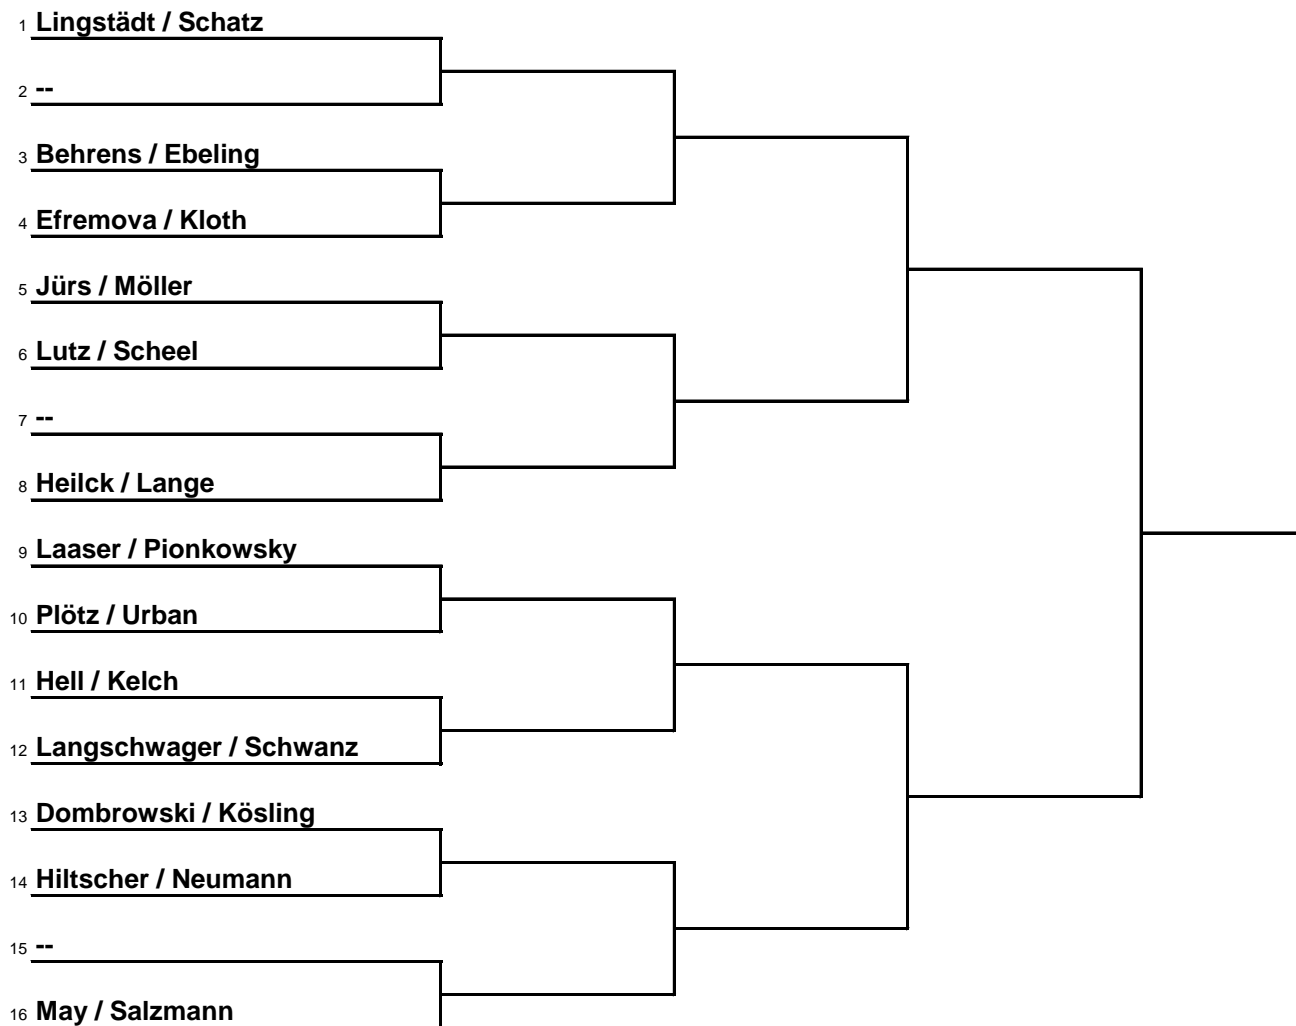 1 Lingstädt / Schatz
2 --
3 Behrens / Ebeling
4 Efremova / Kloth
5 Jürs / Möller
6 Lutz / Scheel
7 --
8 Heilck / Lange
9 Laaser / Pionkowsky
10 Plötz / Urban
11 Hell / Kelch
12 Langschwager / Schwanz
13 Dombrowski / Kösling
14 Hiltscher / Neumann
15 --
16 May / Salzmann